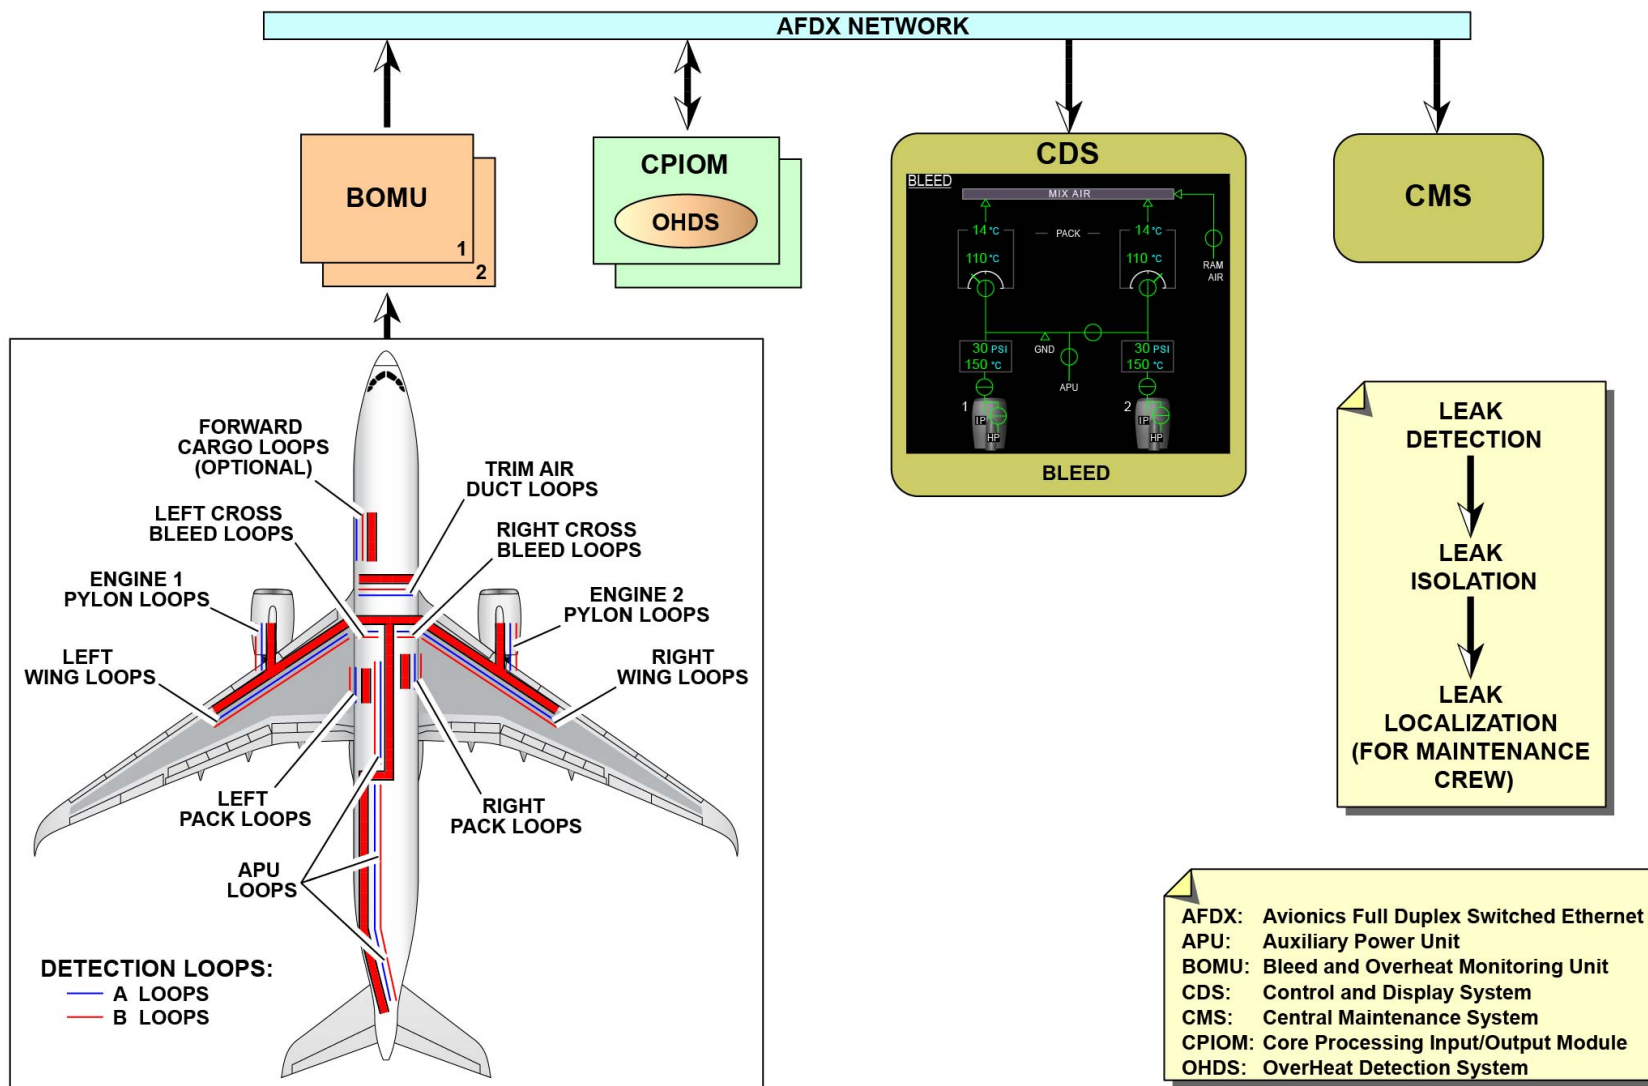 AFDX NETWORK
BOMU
1
2
CPIOM
OHDS
CDS
BLEED
MIX AIR
14 °C
PACK
14 °C
110 °C
110 °C
RAM
AIR
30 PSI
150 °C
GND
30 PSI
150 °C
APU
1
IP
HP
2
IP
HP
BLEED
CMS
FORWARD
CARGO LOOPS
(OPTIONAL)
TRIM AIR
DUCT LOOPS
LEFT CROSS
BLEED LOOPS
RIGHT CROSS
BLEED LOOPS
ENGINE 1
PYLON LOOPS
ENGINE 2
PYLON LOOPS
LEFT
WING LOOPS
RIGHT
WING LOOPS
LEFT
PACK LOOPS
RIGHT
PACK LOOPS
APU
LOOPS
DETECTION LOOPS:
A LOOPS
B LOOPS
LEAK
DETECTION
LEAK
ISOLATION
LEAK
LOCALIZATION
(FOR MAINTENANCE
CREW)
AFDX: Avionics Full Duplex Switched Ethernet
APU: Auxiliary Power Unit
BOMU: Bleed and Overheat Monitoring Unit
CDS: Control and Display System
CMS: Central Maintenance System
CPIOM: Core Processing Input/Output Module
OHDS: OverHeat Detection System